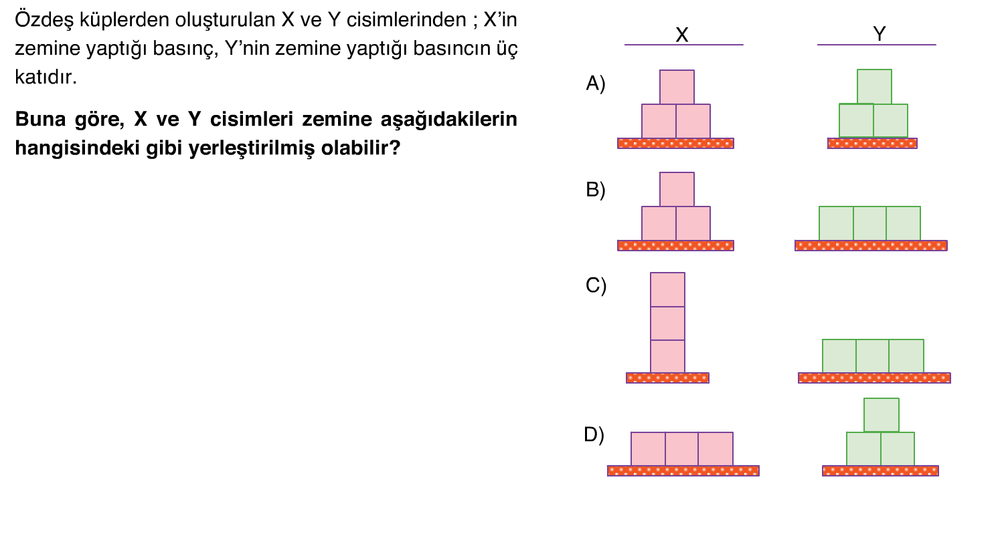 Özdeş küplerden oluşturulan X ve Y cisimlerinden ; X’in
zemine yaptığı basınç, Y’nin zemine yaptığı basıncın üç
katıdır.
Buna göre, X ve Y cisimleri zemine aşağıdakilerin
hangisindeki gibi yerleştirilmiş olabilir?
X Y
A)
B)
C)
D)